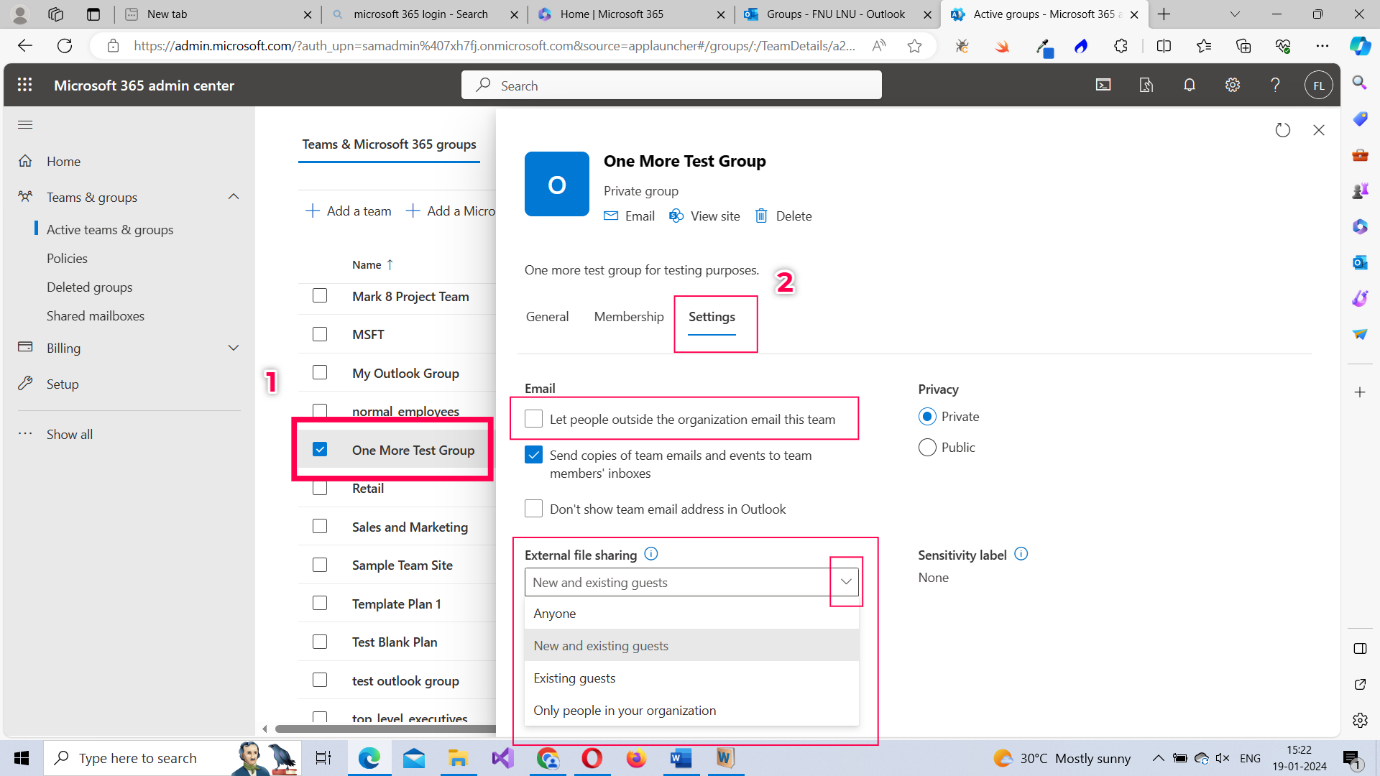 New tab
microsoft 365 login - Search
Home | Microsoft 365
Groups - FNU LNU - Outlook
Active groups - Microsoft 365 a
https://admin.microsoft.com/?auth_upn=samadmin%407xh7fj.onmicrosoft.com&source=applauncher#/groups/:/TeamDetails/a2...
Microsoft 365 admin center
Search
FL
Home
Teams & groups
Active teams & groups
Policies
Deleted groups
Shared mailboxes
Billing
Setup
Show all
Teams & Microsoft 365 groups
Add a team
Add a Micro
Name ↑
Mark 8 Project Team
MSFT
My Outlook Group
normal_employees
1
One More Test Group
Retail
Sales and Marketing
Sample Team Site
Template Plan 1
Test Blank Plan
test outlook group
top_level_executives
O
One More Test Group
Private group
Email
View site
Delete
One more test group for testing purposes.
2
General
Membership
Settings
Email
Let people outside the organization email this team
Send copies of team emails and events to team
members' inboxes
Don't show team email address in Outlook
Privacy
Private
Public
External file sharing
New and existing guests
Anyone
New and existing guests
Existing guests
Only people in your organization
Sensitivity label
None
Type here to search
30°C Mostly sunny
ENG
15:22
19-01-2024
1